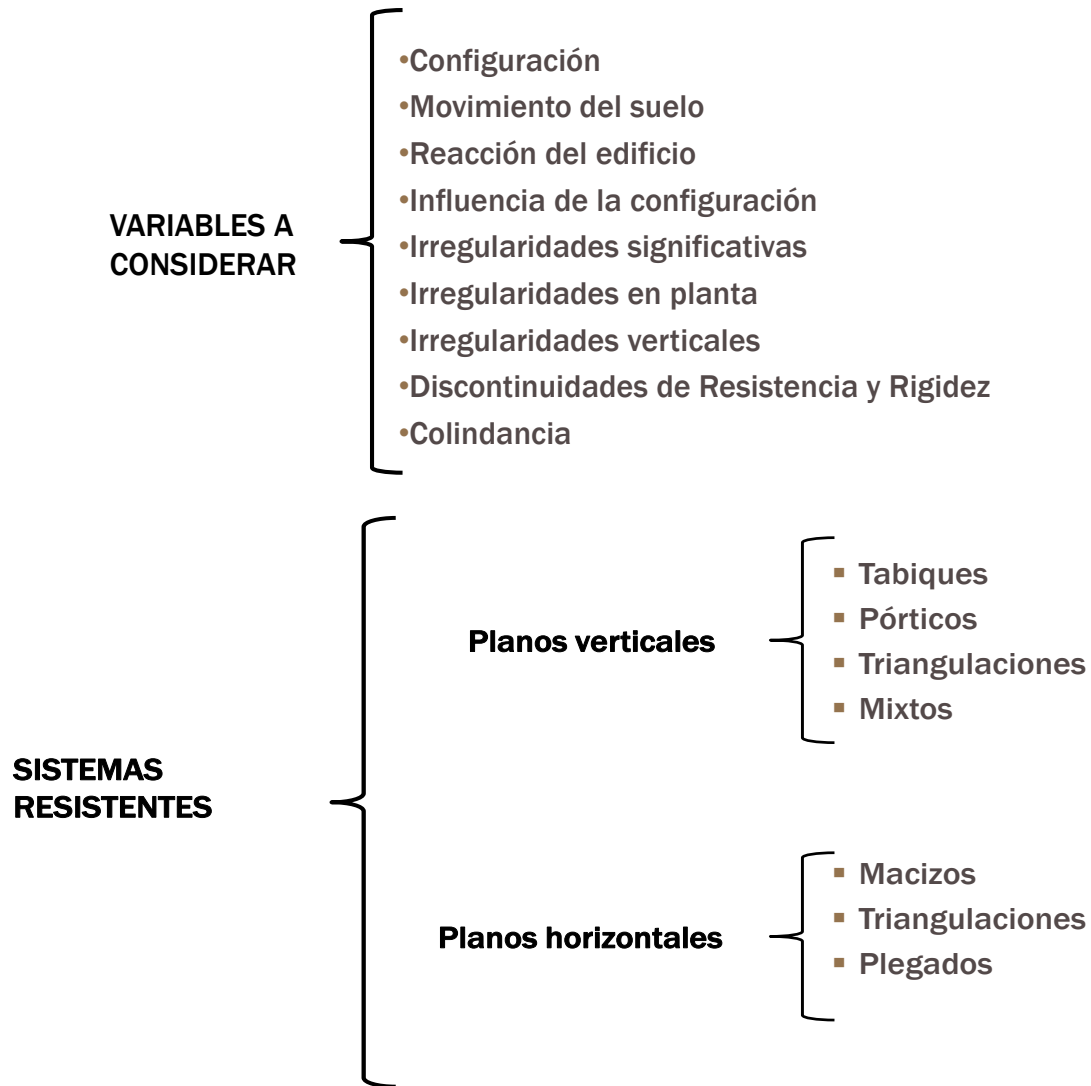 VARIABLES A
CONSIDERAR
•Configuración
•Movimiento del suelo
•Reacción del edificio
•Influencia de la configuración
•Irregularidades significativas
•Irregularidades en planta
•Irregularidades verticales
•Discontinuidades de Resistencia y Rigidez
•Colindancia
SISTEMAS
RESISTENTES
Planos verticales
▪ Tabiques
▪ Pórticos
▪ Triangulaciones
▪ Mixtos
Planos horizontales
▪ Macizos
▪ Triangulaciones
▪ Plegados